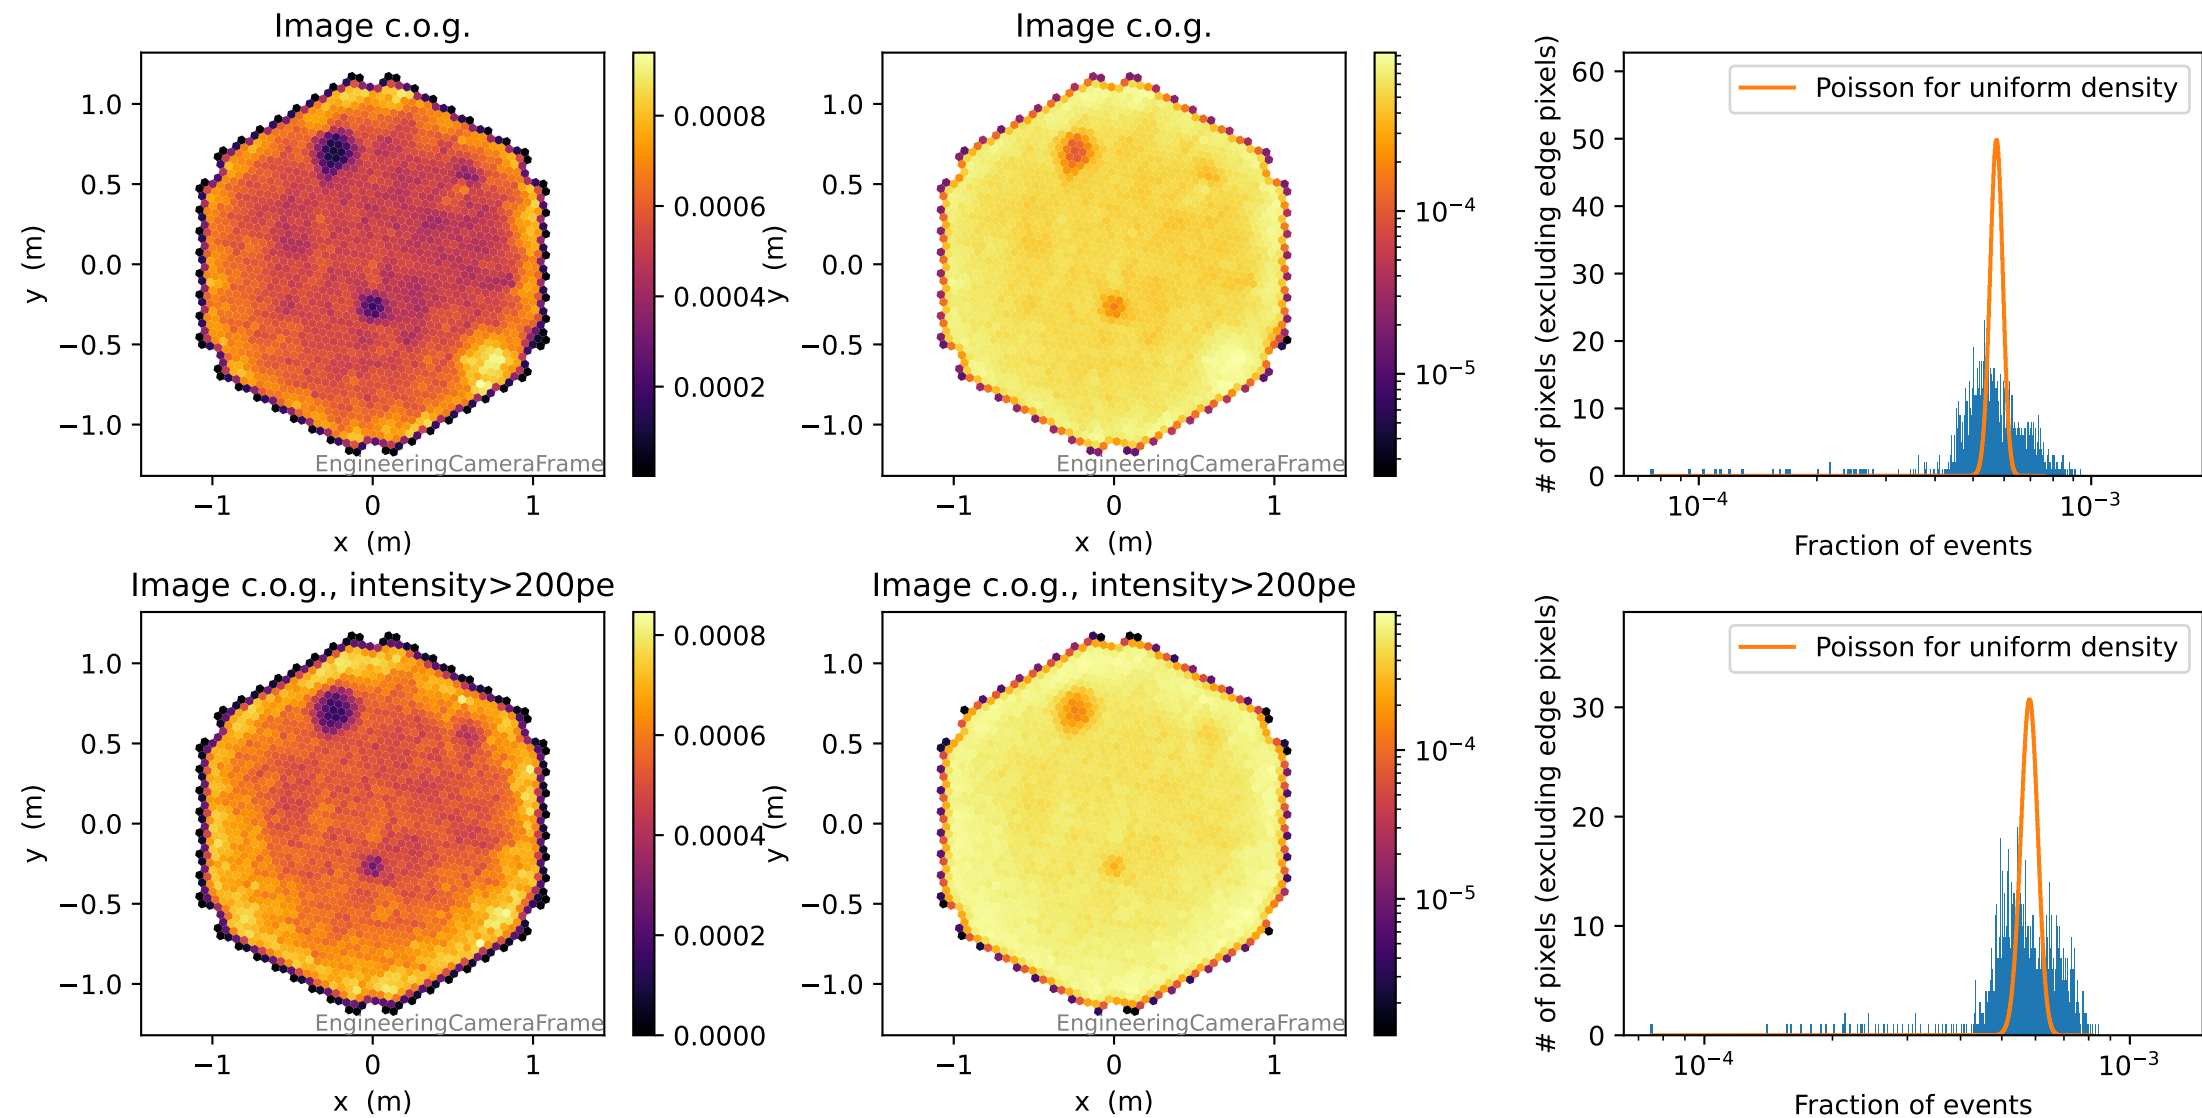 Image c.o.g.
y (m)
1.0
0.5
0.0
−0.5
−1.0
−1
0
1
x (m)
EngineeringCameraFrame
0.0008
0.0006
0.0004
0.0002
Image c.o.g.
y (m)
1.0
0.5
0.0
−0.5
−1.0
−1
0
1
x (m)
EngineeringCameraFrame
10⁻⁴
10⁻⁵
# of pixels (excluding edge pixels)
60
50
40
30
20
10
0
Poisson for uniform density
10⁻⁴
10⁻³
Fraction of events
Image c.o.g., intensity>200pe
y (m)
1.0
0.5
0.0
−0.5
−1.0
−1
0
1
x (m)
EngineeringCameraFrame
0.0008
0.0006
0.0004
0.0002
0.0000
Image c.o.g., intensity>200pe
y (m)
1.0
0.5
0.0
−0.5
−1.0
−1
0
1
x (m)
EngineeringCameraFrame
10⁻⁴
10⁻⁵
# of pixels (excluding edge pixels)
30
20
10
0
Poisson for uniform density
10⁻⁴
10⁻³
Fraction of events